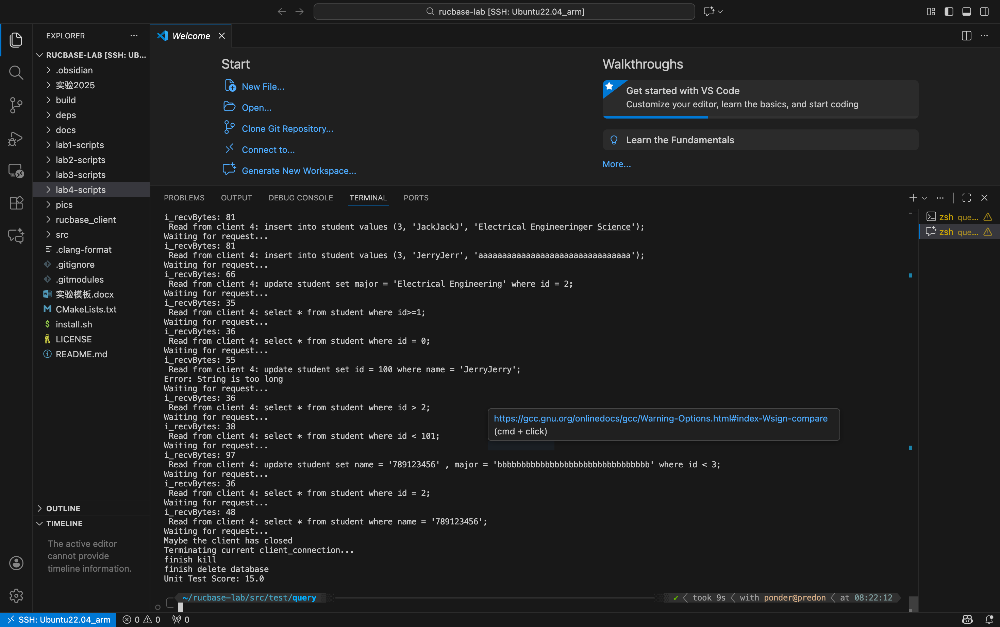 rucbase-lab [SSH: Ubuntu22.04_arm]
EXPLORER
RUCBASE-LAB [SSH: UB...
.obsidian
实验2025
build
deps
docs
lab1-scripts
lab2-scripts
lab3-scripts
lab4-scripts
pics
rucbase_client
src
.clang-format
.gitignore
.gitmodules
实验模板.docx
CMakeLists.txt
install.sh
LICENSE
README.md
OUTLINE
TIMELINE
The active editor
cannot provide
timeline information.
Welcome
Start
New File...
Open...
Clone Git Repository...
Connect to...
Generate New Workspace...
Walkthroughs
Get started with VS Code
Customize your editor, learn the basics, and start coding
Learn the Fundamentals
More...
PROBLEMS OUTPUT DEBUG CONSOLE TERMINAL PORTS
i_recvBytes: 81
Read from client 4: insert into student values (3, 'JackJackJ', 'Electrical Engineeringer Science');
Waiting for request...
i_recvBytes: 81
Read from client 4: insert into student values (3, 'JerryJerr', 'aaaaaaaaaaaaaaaaaaaaaaaaaaaaaaaa');
Waiting for request...
i_recvBytes: 66
Read from client 4: update student set major = 'Electrical Engineering' where id = 2;
Waiting for request...
i_recvBytes: 35
Read from client 4: select * from student where id>=1;
Waiting for request...
i_recvBytes: 36
Read from client 4: select * from student where id = 0;
Waiting for request...
i_recvBytes: 55
Read from client 4: update student set id = 100 where name = 'JerryJerry';
Error: String is too long
Waiting for request...
i_recvBytes: 36
Read from client 4: select * from student where id > 2;
Waiting for request...
i_recvBytes: 38
Read from client 4: select * from student where id < 101;
Waiting for request...
i_recvBytes: 97
Read from client 4: update student set name = '789123456' , major = 'bbbbbbbbbbbbbbbbbbbbbbbbbbbbbbbb' where id < 3;
Waiting for request...
i_recvBytes: 36
Read from client 4: select * from student where id = 2;
Waiting for request...
i_recvBytes: 48
Read from client 4: select * from student where name = '789123456';
Waiting for request...
Maybe the client has closed
Terminating current client_connection...
finish kill
finish delete database
Unit Test Score: 15.0
~/rucbase-lab/src/test/query ✔ took 9s with ponder@predon at 08:22:12
https://gcc.gnu.org/onlinedocs/gcc/Warning-Options.html#index-Wsign-compare
(cmd + click)
zsh que...
zsh que...
SSH: Ubuntu22.04_arm 0 0 0